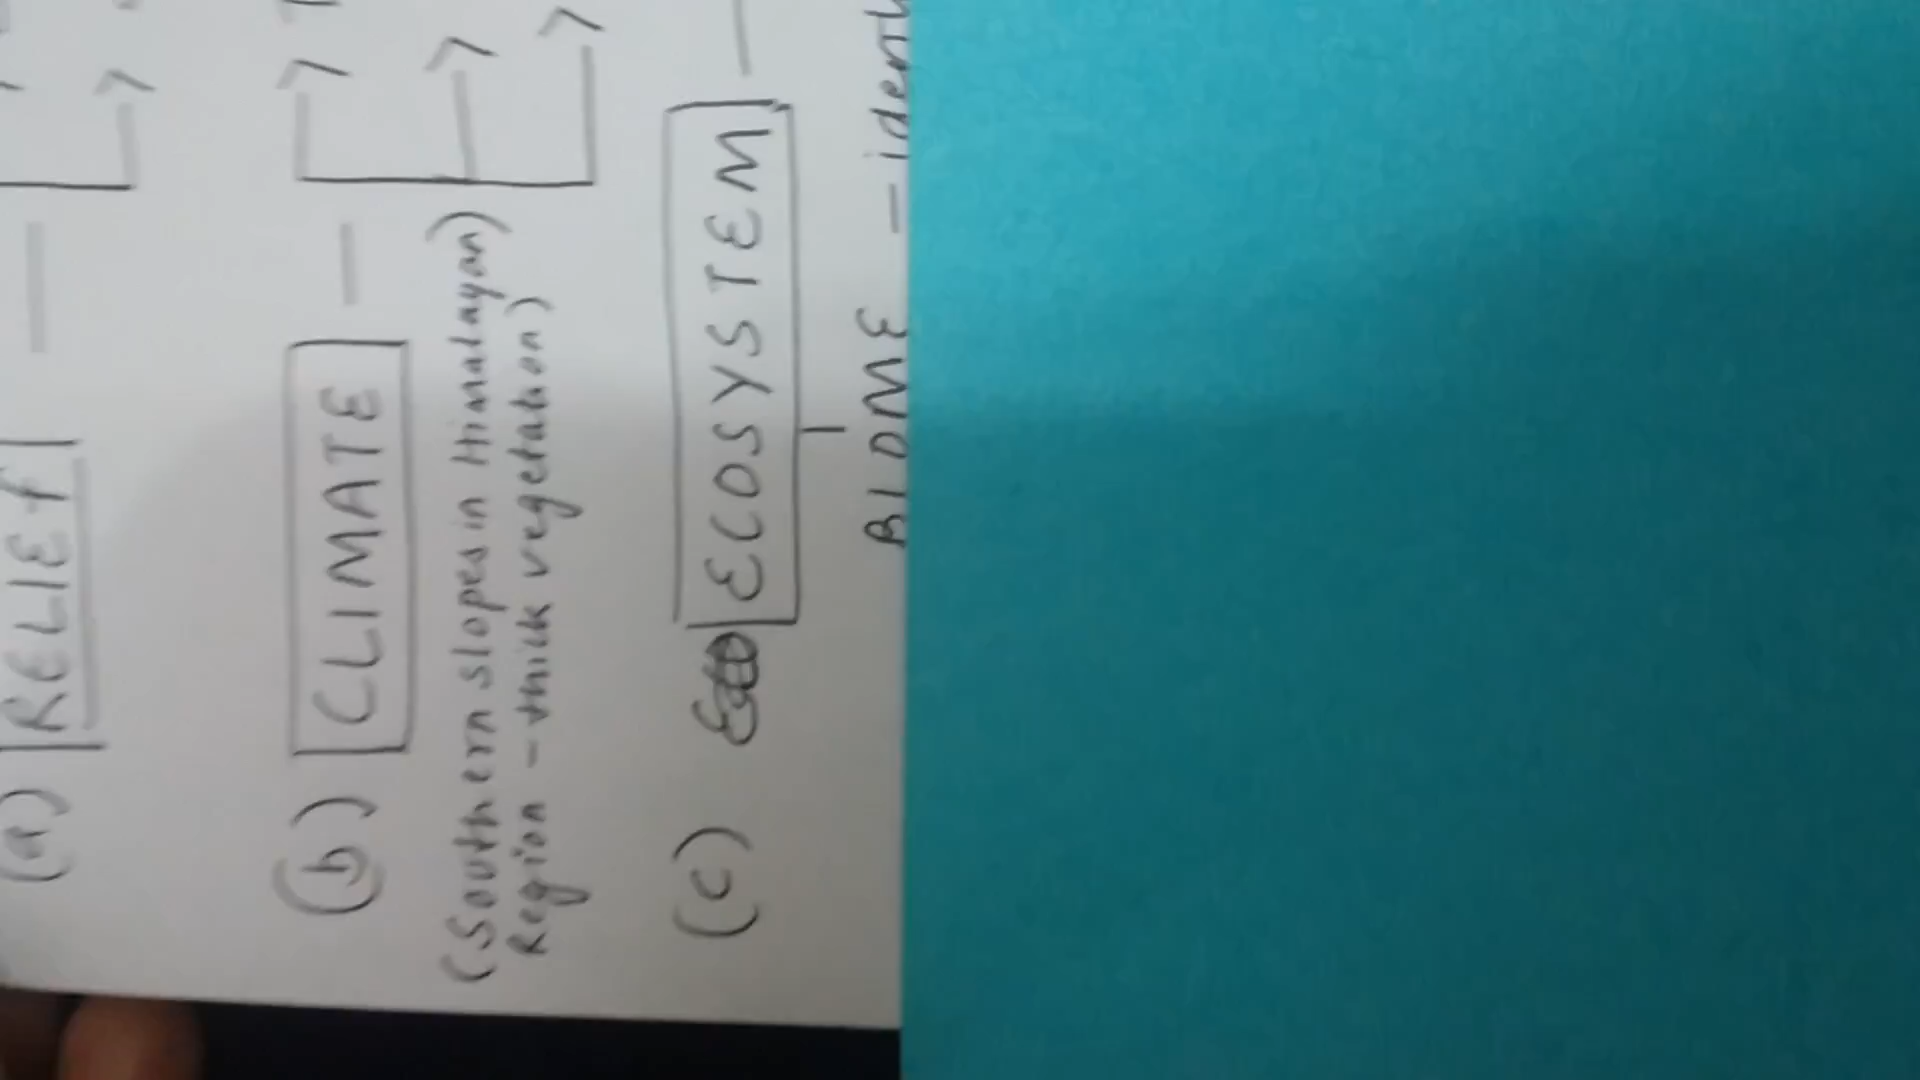 (a) RELIEf —
(b) CLIMATE —
(Southern slopes in Himalayan)
Region - thick vegetation)
(c) ECOSYSTEM —
BIOME —